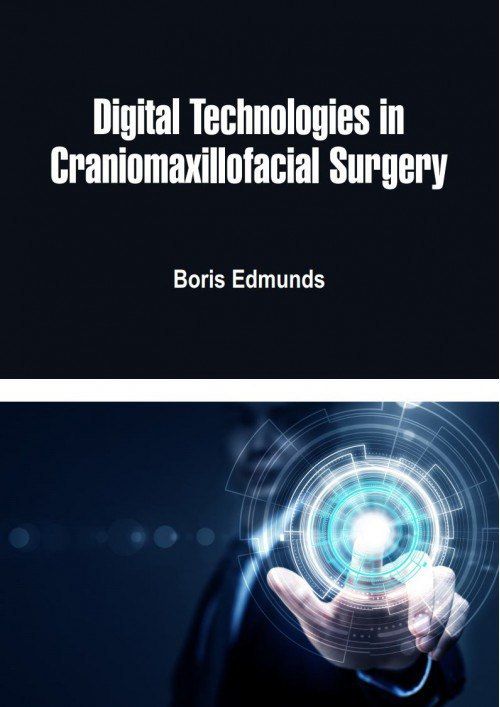 Digital Technologies in
Craniomaxillofacial Surgery
Boris Edmunds